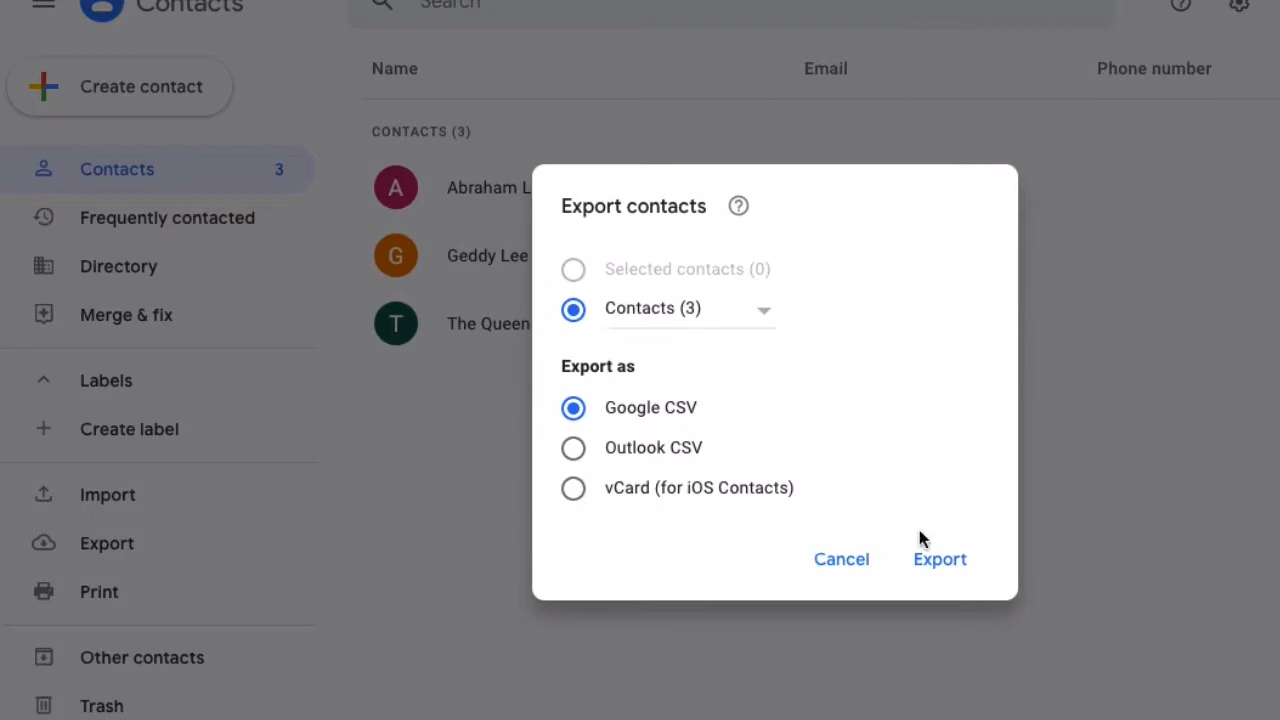 Contacts
Search
Create contact
Name
Email
Phone number
CONTACTS (3)
Contacts
3
A
Abraham L
Frequently contacted
G
Geddy Lee
Directory
Merge & fix
T
The Queen
Labels
Create label
Import
Export
Print
Other contacts
Trash
Export contacts
Selected contacts (0)
Contacts (3)
Export as
Google CSV
Outlook CSV
vCard (for iOS Contacts)
Cancel
Export